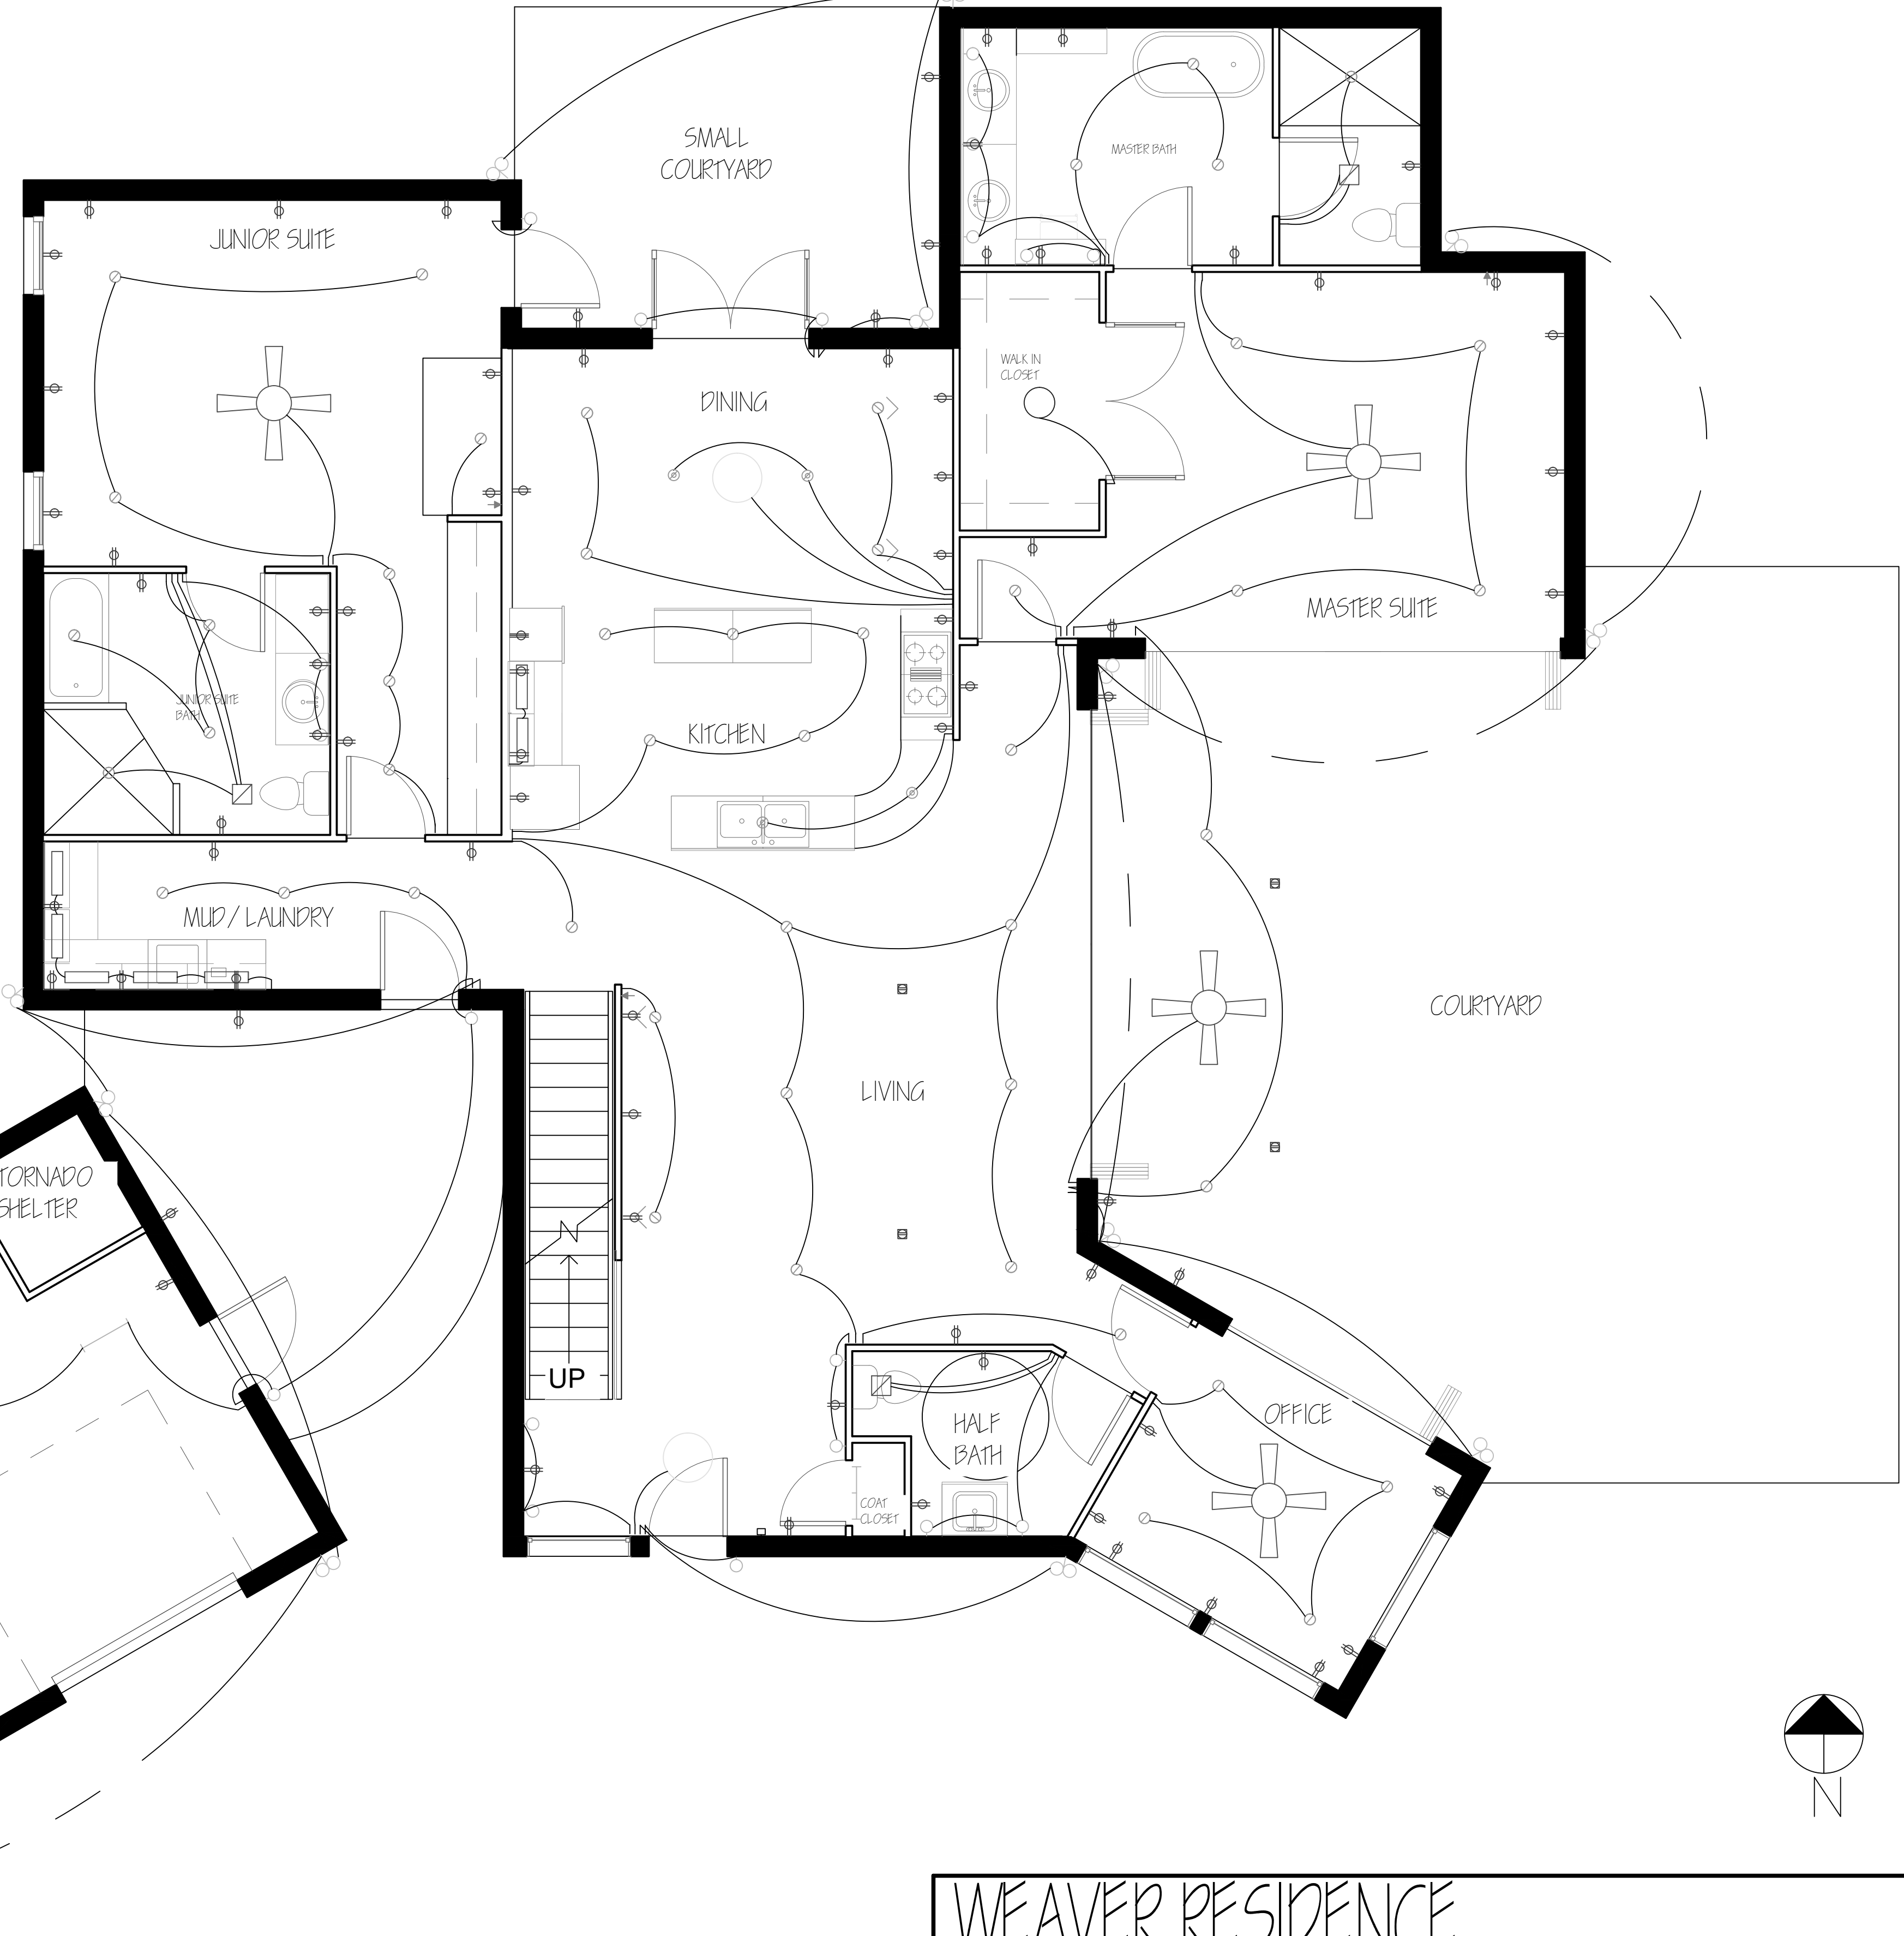 SMALL
COURTYARD
MASTER BATH
JUNIOR SUITE
WALK IN
CLOSET
DINING
MASTER SUITE
JUNIOR SUITE
BATH
KITCHEN
MUD/ LAUNDRY
COURTYARD
LIVING
TORNADO
SHELTER
UP
HALF
BATH
OFFICE
COAT
CLOSET
N
WEAVER RESIDENCE